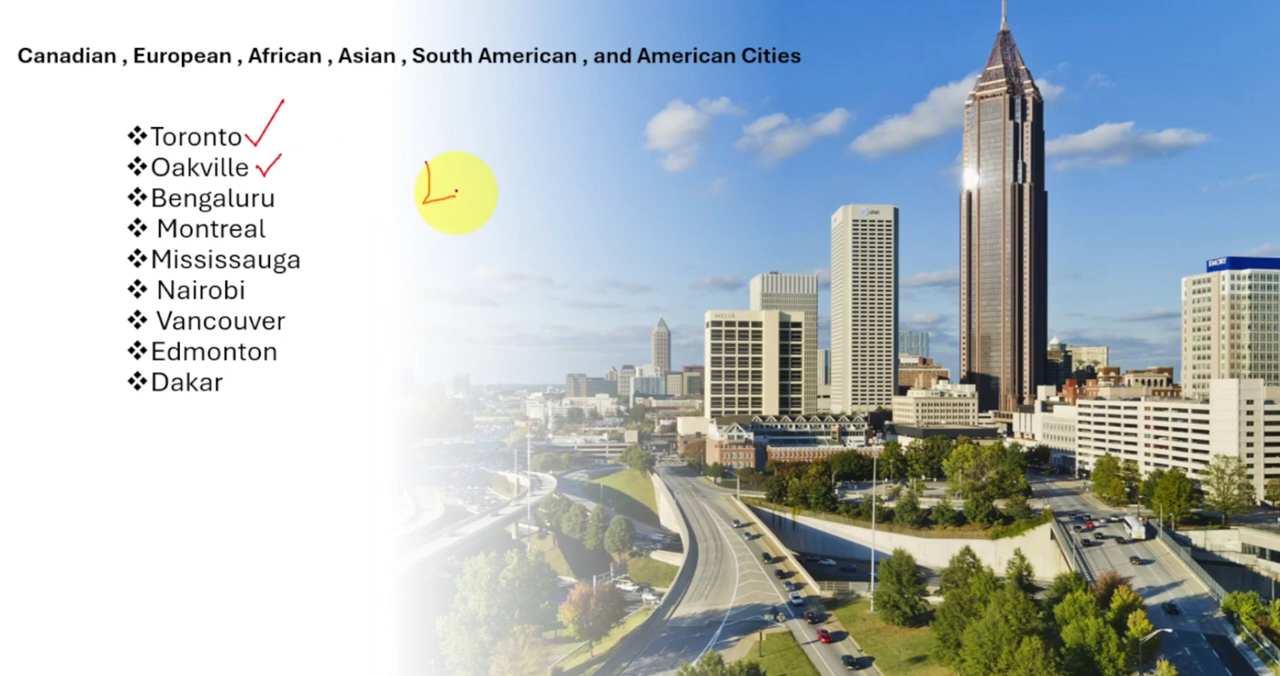 Canadian , European , African , Asian , South American , and American Cities
❖Toronto
❖Oakville
❖Bengaluru
❖ Montreal
❖Mississauga
❖ Nairobi
❖ Vancouver
❖Edmonton
❖Dakar